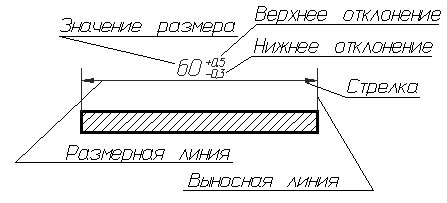 Верхнее отклонение
Значение размера
Нижнее отклонение
60 +0,5 −0,3
Стрелка
Размерная линия
Выносная линия